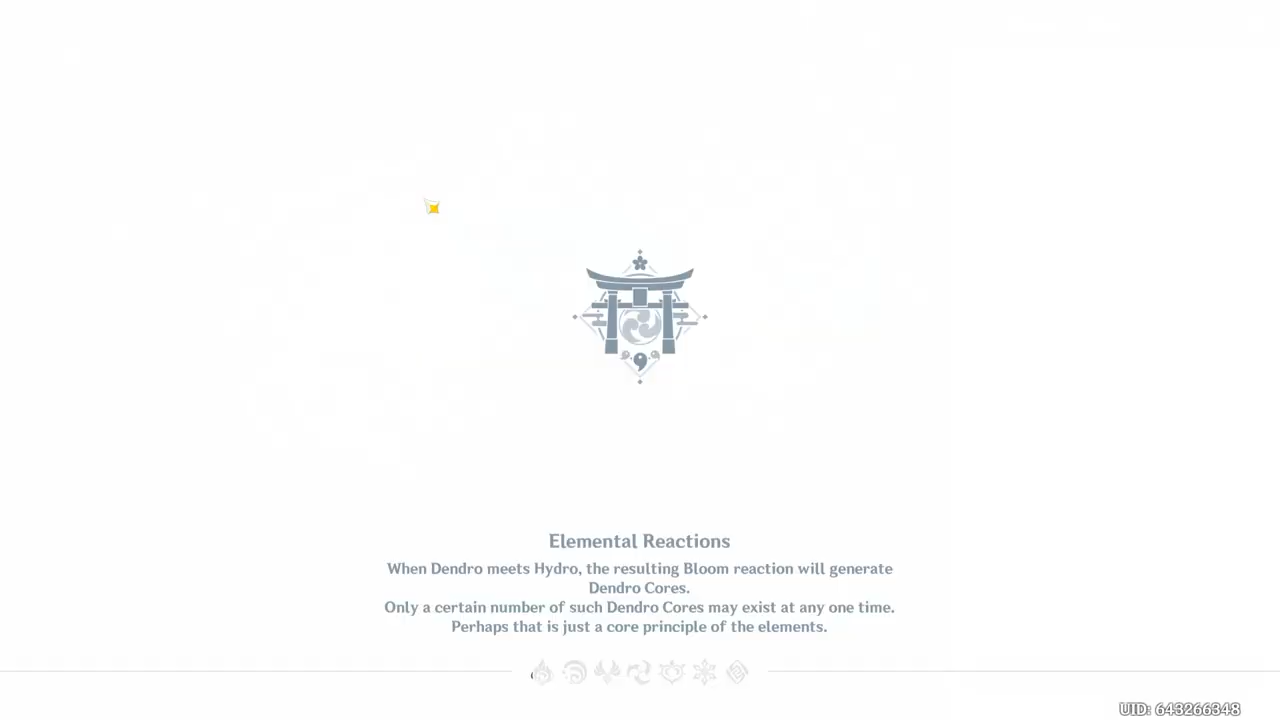 Elemental Reactions
When Dendro meets Hydro, the resulting Bloom reaction will generate
Dendro Cores.
Only a certain number of such Dendro Cores may exist at any one time.
Perhaps that is just a core principle of the elements.
UID: 643266348